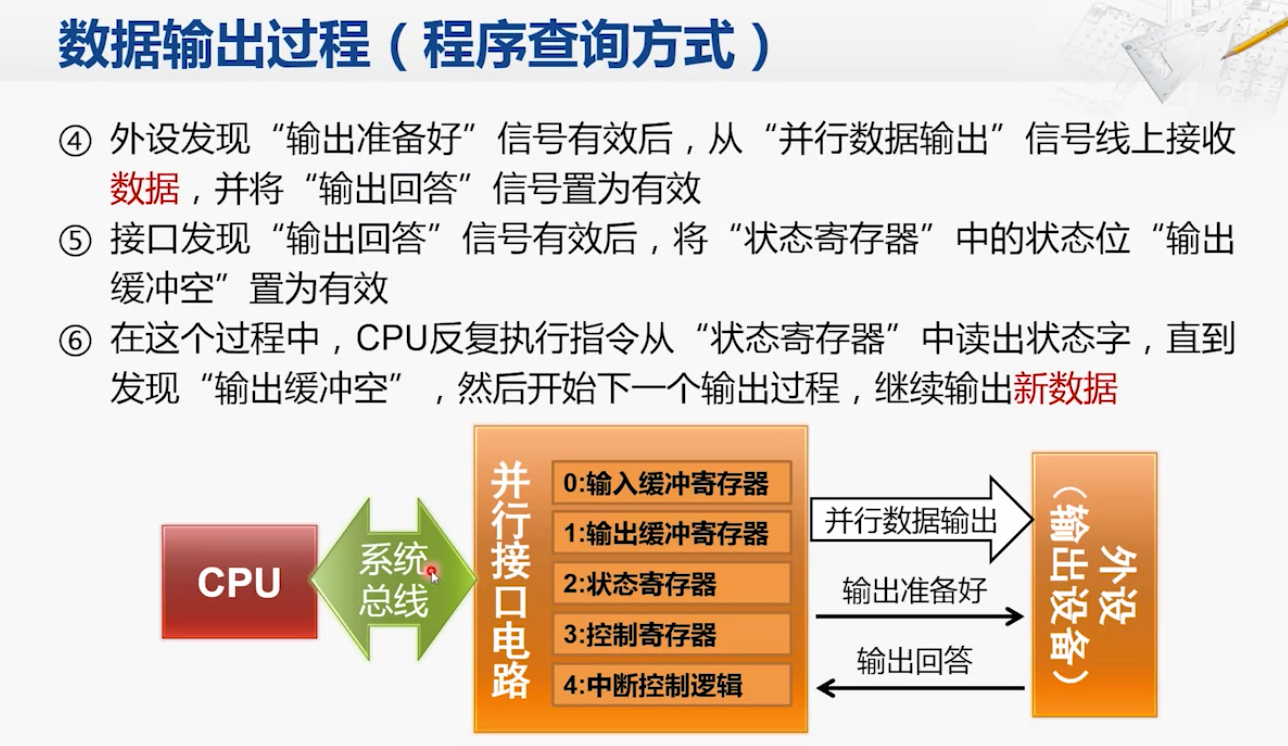 数据输出过程（程序查询方式）
④ 外设发现“输出准备好”信号有效后，从“并行数据输出”信号线上接收
数据，并将“输出回答”信号置为有效
⑤ 接口发现“输出回答”信号有效后，将“状态寄存器”中的状态位“输出
缓冲空”置为有效
⑥ 在这个过程中，CPU反复执行指令从“状态寄存器”中读出状态字，直到
发现“输出缓冲空”，然后开始下一个输出过程，继续输出新数据
CPU
系统
总线
并行接口电路
0:输入缓冲寄存器
1:输出缓冲寄存器
2:状态寄存器
3:控制寄存器
4:中断控制逻辑
并行数据输出
输出准备好
输出回答
外设
（输出设备）